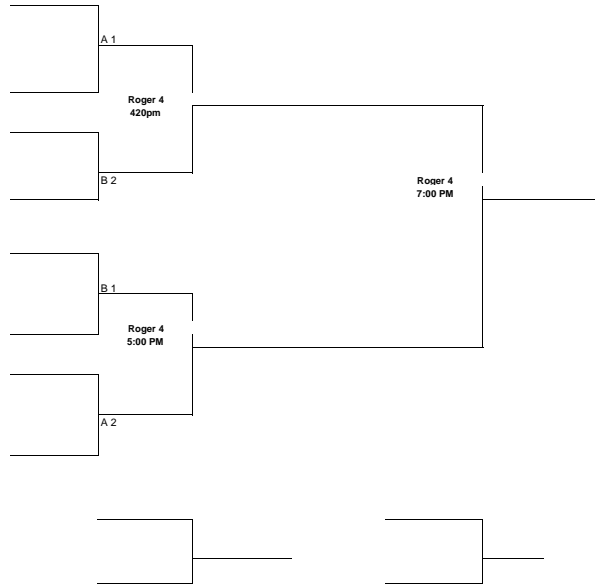 A 1
Roger 4
420pm
B 2
Roger 4
7:00 PM
B 1
Roger 4
5:00 PM
A 2